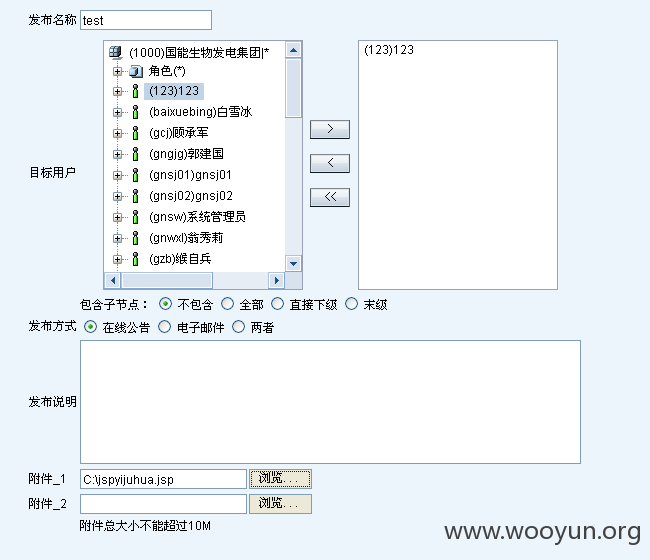 发布名称 test
(1000)国能生物发电集团|*
角色(*)
(123)123
(baixuebing)白雪冰
(gcj)顾承军
(gngjg)郭建国
(gnsj01)gnsj01
(gnsj02)gnsj02
(gnsw)系统管理员
(gnwxl)翁秀莉
(gzb)缑自兵
目标用户
>
<
<<
(123)123
包含子节点： 不包含 全部 直接下级 末级
发布方式 在线公告 电子邮件 两者
发布说明
附件_1 C:\jspyijuhua.jsp 浏览...
附件_2 浏览...
附件总大小不能超过10M
www.wooyun.org